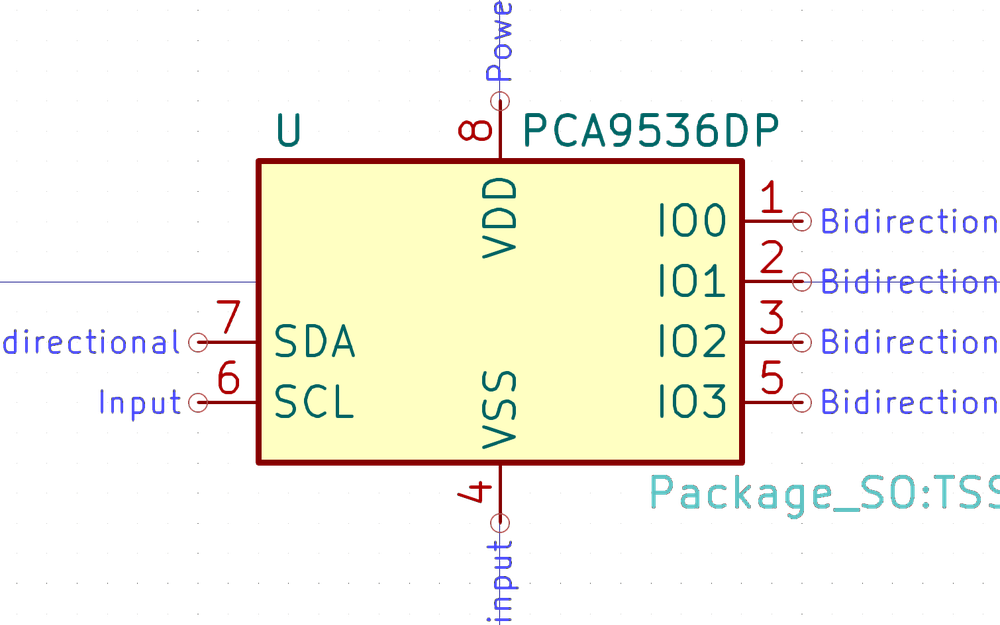 Powe
U
8
PCA9536DP
VDD
IO0
1
Bidirection
IO1
2
Bidirection
7
directional
SDA
IO2
3
Bidirection
6
Input
SCL
VSS
IO3
5
Bidirection
4
Package_SO:TSS
input